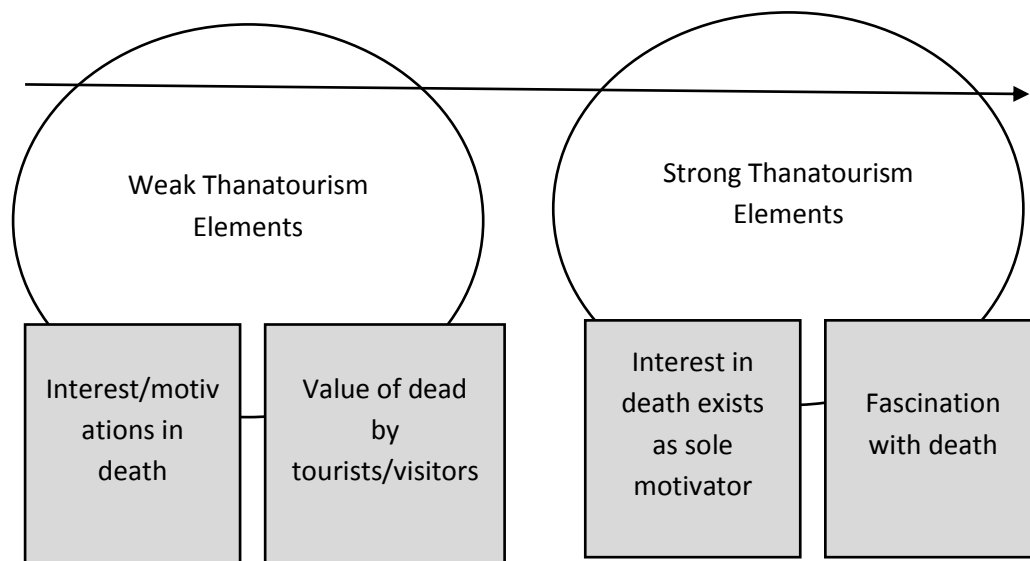 Weak Thanatourism
Elements
Strong Thanatourism
Elements
Interest/motiv
ations in
death
Value of dead
by
tourists/visitors
Interest in
death exists
as sole
motivator
Fascination
with death